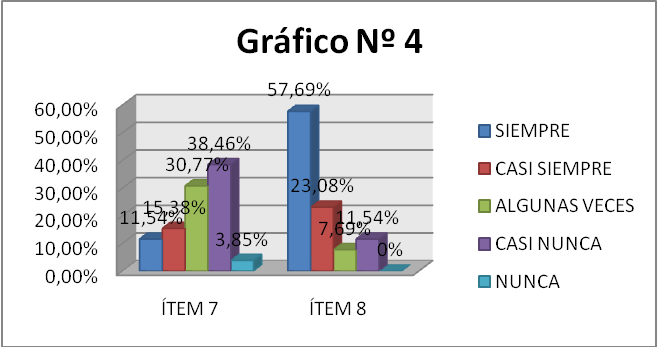 Gráfico Nº 4
60,00%
50,00%
40,00%
30,00%
20,00%
10,00%
0,00%
11,54%
15,38%
30,77%
38,46%
3,85%
57,69%
23,08%
7,69%
11,54%
0%
ÍTEM 7
ÍTEM 8
SIEMPRE
CASI SIEMPRE
ALGUNAS VECES
CASI NUNCA
NUNCA